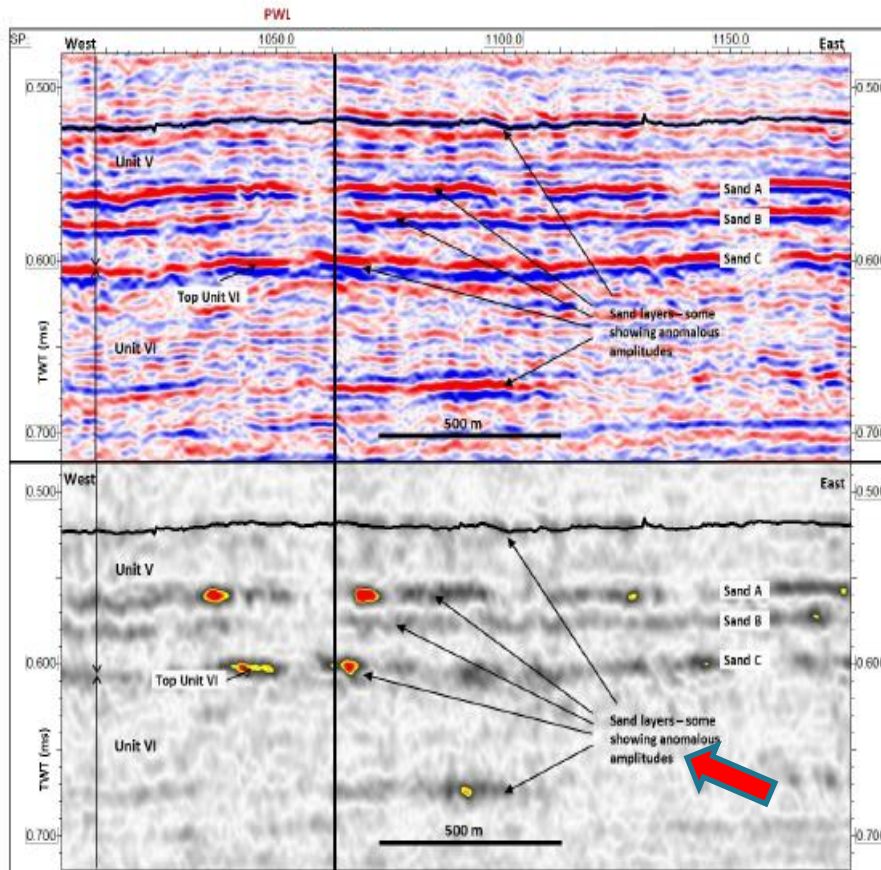 PWL
SP: 1050.0 1100.0 1150.0
West East
0.500 0.500
Unit V
Sand A
Sand B
0.600 Sand C 0.600
Top Unit VI
Sand layers – some
showing anomalous
amplitudes
Unit VI
TWT (ms)
500 m
0.700 0.700
West East
0.500 0.500
Unit V
Sand A
Sand B
0.600 Sand C 0.600
Top Unit VI
Sand layers – some
showing anomalous
amplitudes
Unit VI
TWT (ms)
500 m
0.700 0.700